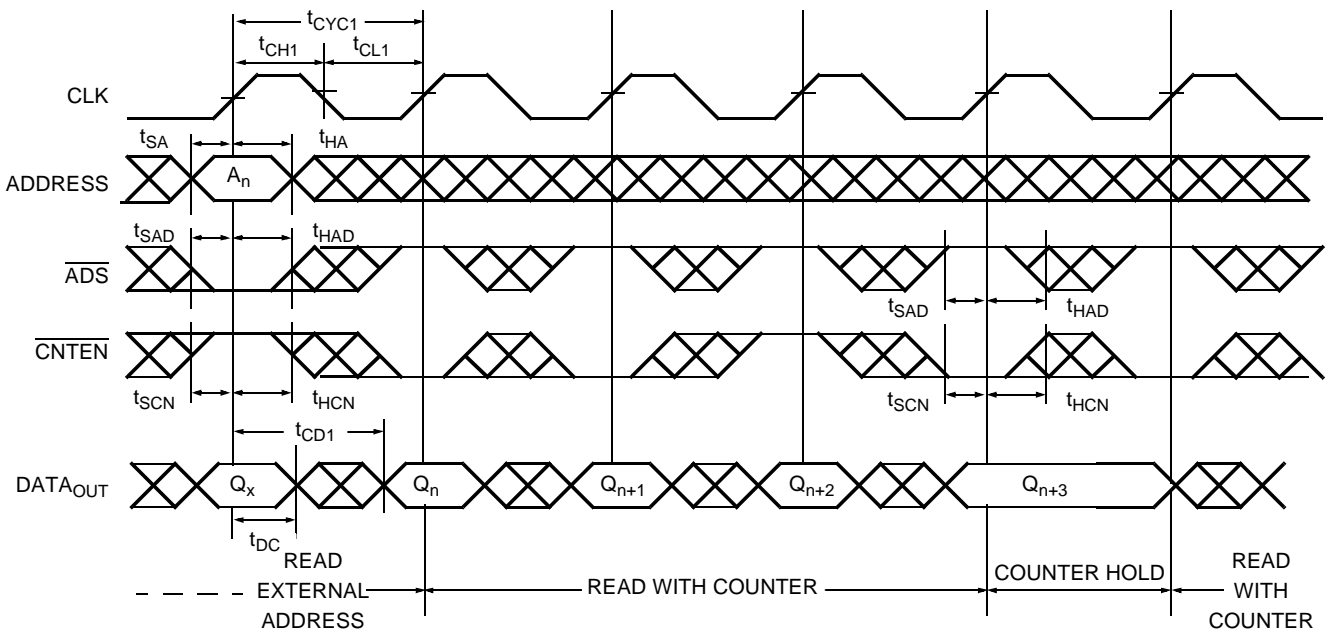 tCYC1
tCH1
tCL1
CLK
tSA
tHA
ADDRESS
An
tSAD
tHAD
ADS
tSAD
tHAD
CNTEN
tSCN
tHCN
tSCN
tHCN
tCD1
DATAOUT
Qx
Qn
Qn+1
Qn+2
Qn+3
tDC
READ
EXTERNAL
ADDRESS
READ WITH COUNTER
COUNTER HOLD
READ
WITH
COUNTER